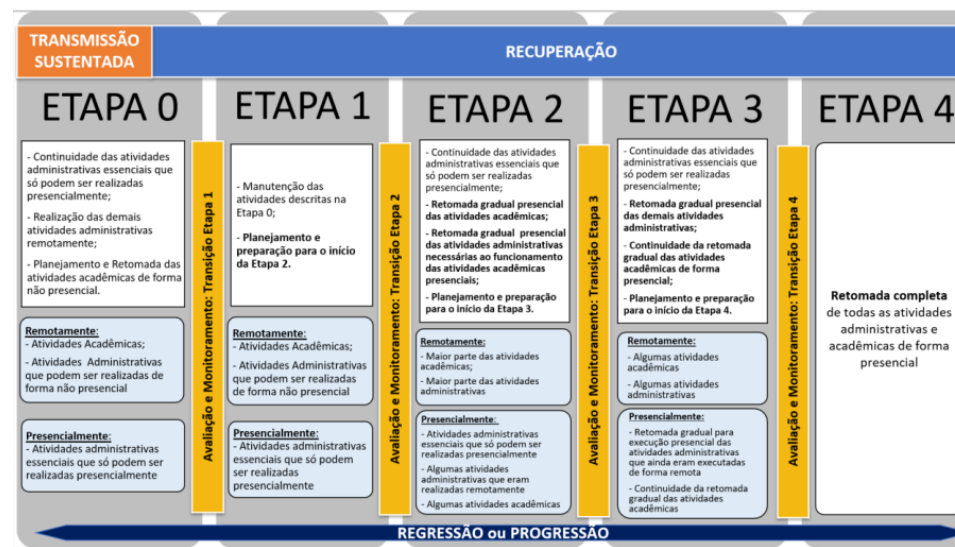 TRANSMISSÃO
SUSTENTADA
RECUPERAÇÃO
ETAPA 0
- Continuidade das atividades
administrativas essenciais que
só podem ser realizadas
presencialmente;
- Realização das demais
atividades administrativas
remotamente;
- Planejamento e Retomada das
atividades acadêmicas de forma
não presencial.
Remotamente:
- Atividades Acadêmicas;
- Atividades Administrativas
que podem ser realizadas de
forma não presencial
Presencialmente:
- Atividades administrativas
essenciais que só podem ser
realizadas presencialmente
Avaliação e Monitoramento: Transição Etapa 1
ETAPA 1
- Manutenção das
atividades descritas na
Etapa 0;
- Planejamento e
preparação para o início
da Etapa 2.
Remotamente:
- Atividades Acadêmicas;
- Atividades Administrativas
que podem ser realizadas de
forma não presencial
Presencialmente:
- Atividades administrativas
essenciais que só podem
ser realizadas
presencialmente
Avaliação e Monitoramento: Transição Etapa 2
ETAPA 2
- Continuidade das atividades
administrativas essenciais que
só podem ser realizadas
presencialmente;
- Retomada gradual presencial
das atividades acadêmicas;
- Retomada gradual presencial
das atividades administrativas
necessárias ao funcionamento
das atividades acadêmicas
presenciais;
- Planejamento e preparação
para o início da Etapa 3.
Remotamente:
- Maior parte das atividades
acadêmicas;
- Maior parte das atividades
administrativas
Presencialmente:
- Atividades administrativas
essenciais que só podem ser
realizadas presencialmente
- Algumas atividades
administrativas que eram
realizadas remotamente
- Algumas atividades acadêmicas
Avaliação e Monitoramento: Transição Etapa 3
ETAPA 3
- Continuidade das atividades
administrativas essenciais que
só podem ser realizadas
presencialmente;
- Retomada gradual presencial
das demais atividades
administrativas;
- Continuidade da retomada
gradual das atividades
acadêmicas de forma
presencial;
- Planejamento e preparação
para o início da Etapa 4.
Remotamente:
- Algumas atividades
acadêmicas
- Algumas atividades
administrativas
Presencialmente:
- Retomada gradual para
execução presencial das
atividades administrativas
que ainda eram executadas
de forma remota
- Continuidade da retomada
gradual das atividades
acadêmicas
Avaliação e Monitoramento: Transição Etapa 4
ETAPA 4
Retomada completa
de todas as atividades
administrativas e
acadêmicas de forma
presencial
REGRESSÃO ou PROGRESSÃO